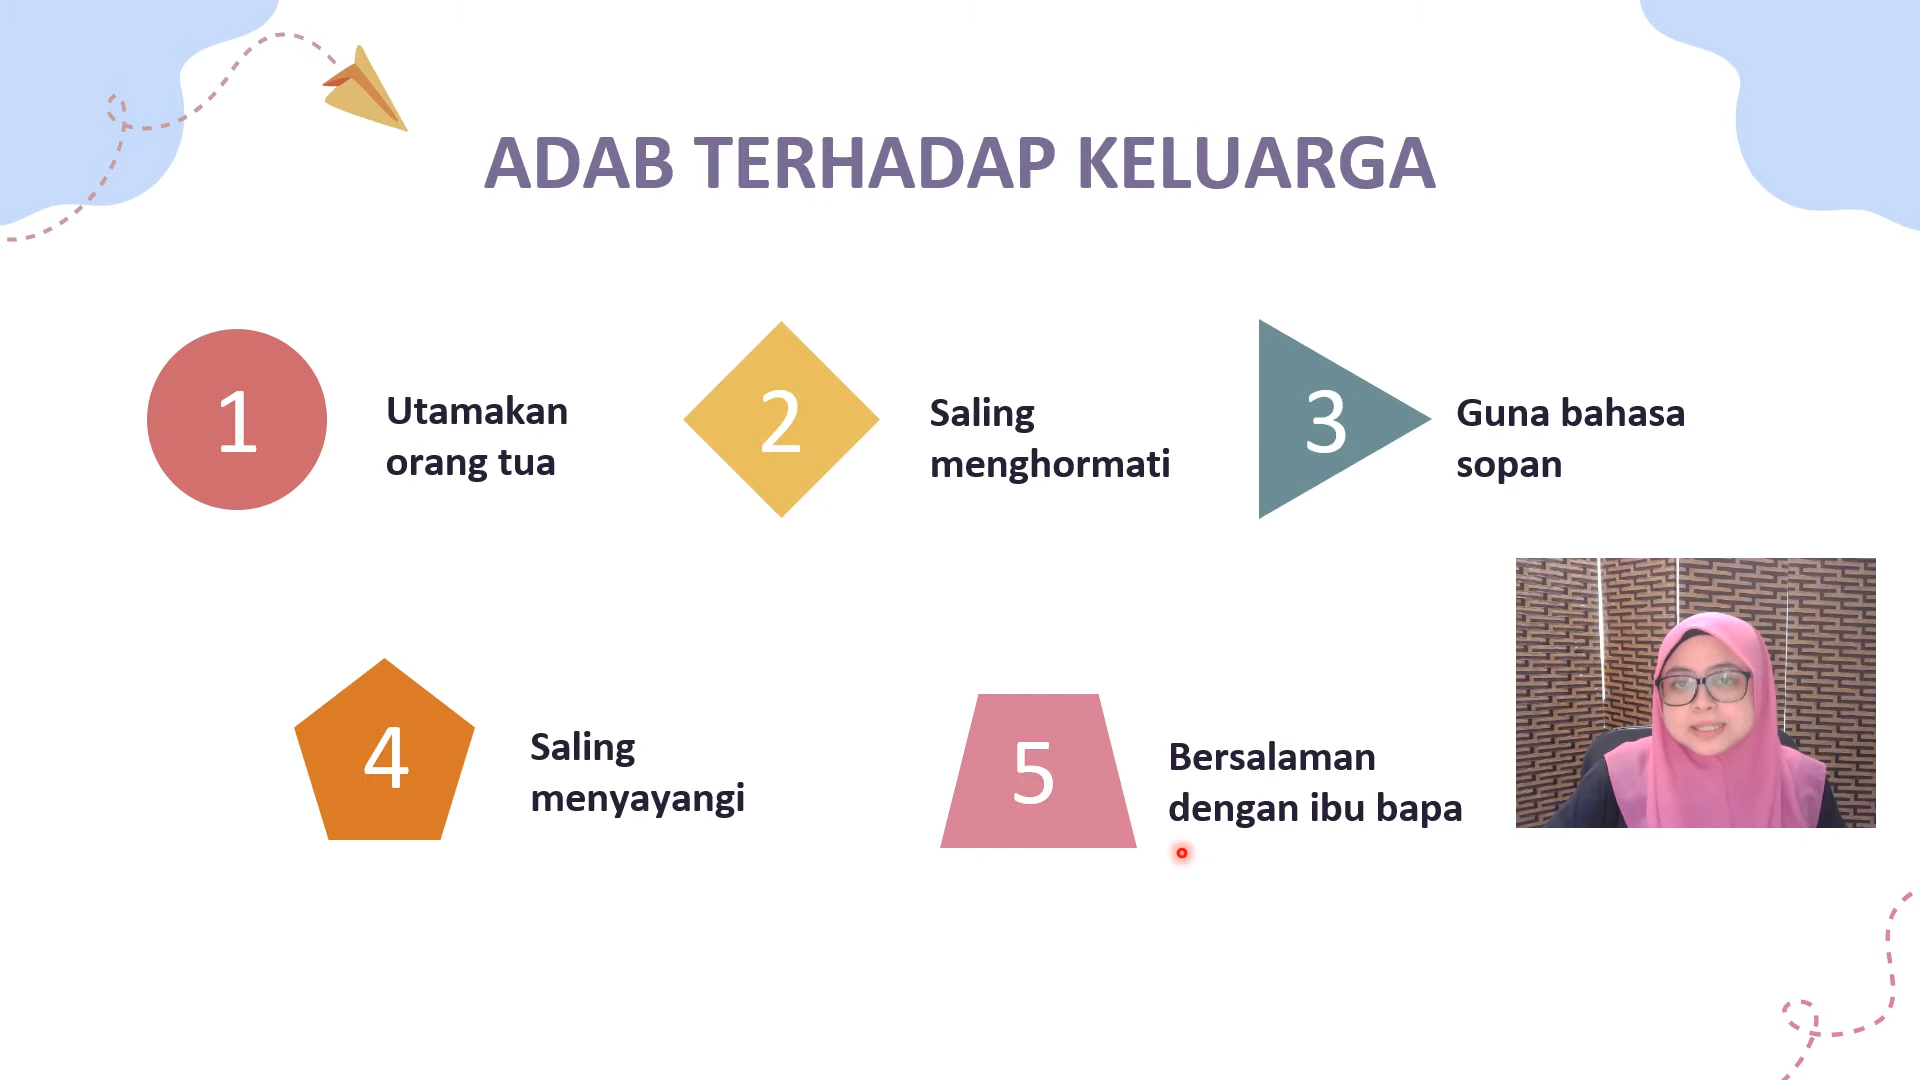 ADAB TERHADAP KELUARGA
1
Utamakan
orang tua
2
Saling
menghormati
3
Guna bahasa
sopan
4
Saling
menyayangi
5
Bersalaman
dengan ibu bapa